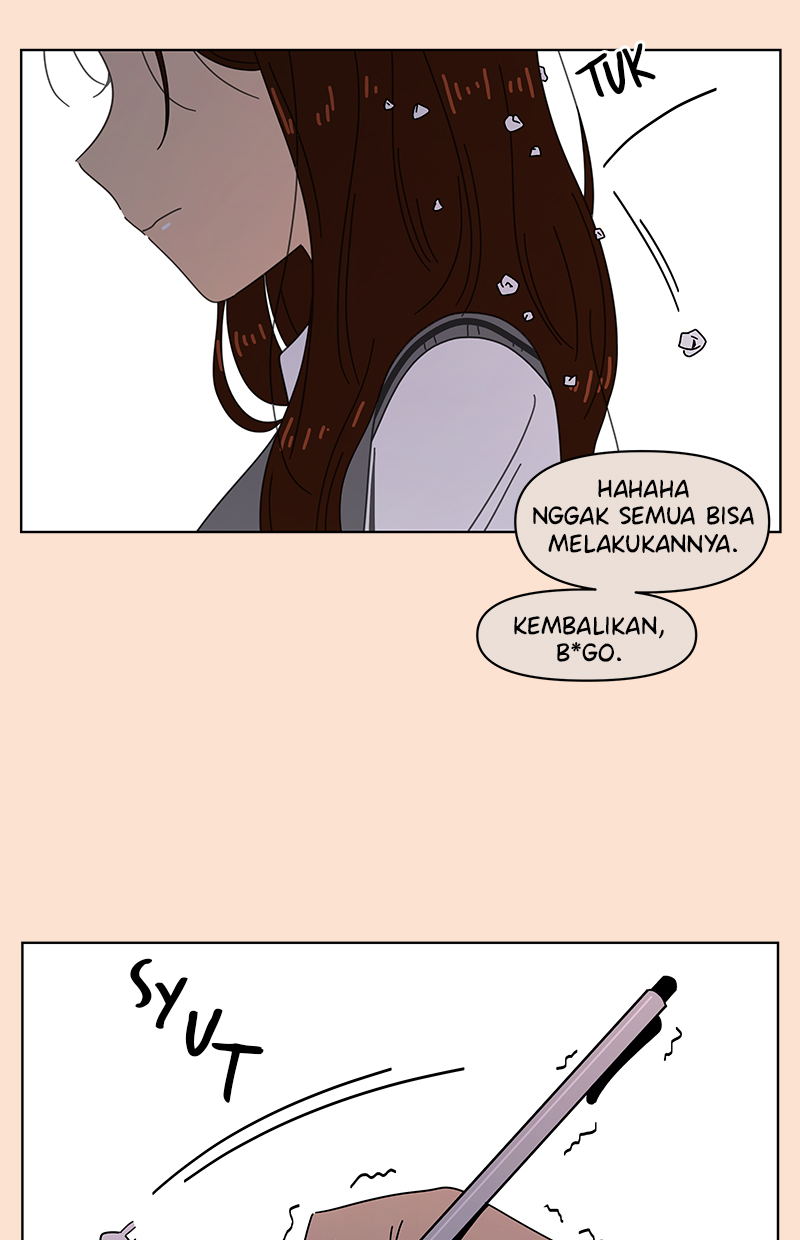 TUK
HAHAHA
NGGAK SEMUA BISA
MELAKUKANNYA.
KEMBALIKAN,
B*GO.
SYUT